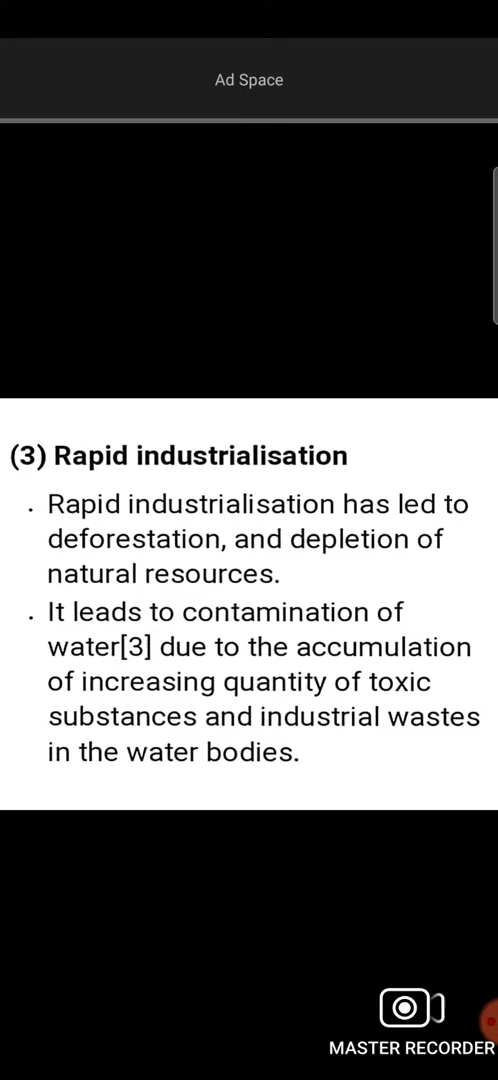 Ad Space
(3) Rapid industrialisation
. Rapid industrialisation has led to
deforestation, and depletion of
natural resources.
. It leads to contamination of
water[3] due to the accumulation
of increasing quantity of toxic
substances and industrial wastes
in the water bodies.
MASTER RECORDER